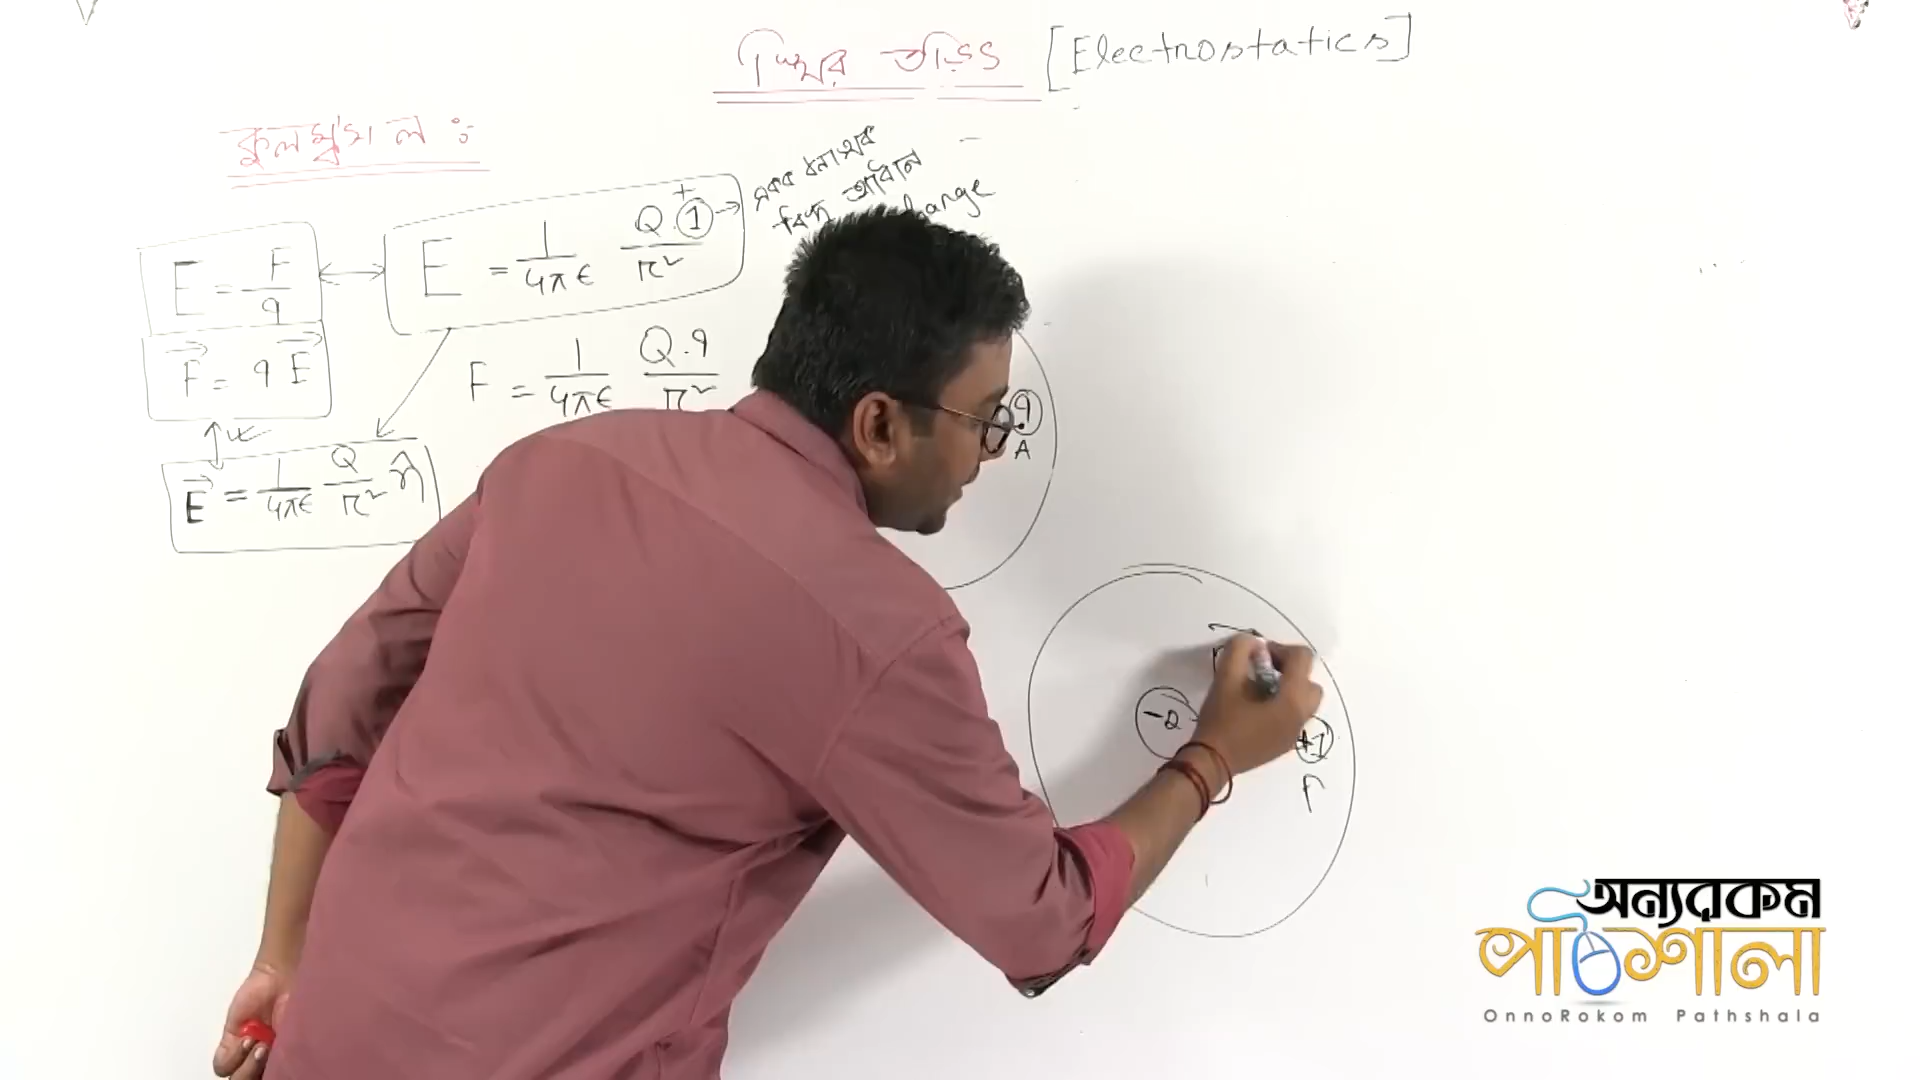 স্থির তড়িৎ [Electrostatics]
কুলম্ব ল :
E = F/q
F⃗ = q E⃗
E⃗ = 1/4πϵ Q/r² r̂
E = 1/4πϵ Q.1/r²
+
একক ধনাত্মক
বিন্দু আধান
F = 1/4πϵ Q.q/r²
q
A
-Q
+1
অন্যরকম
পাঠশালা
OnnoRokom Pathshala